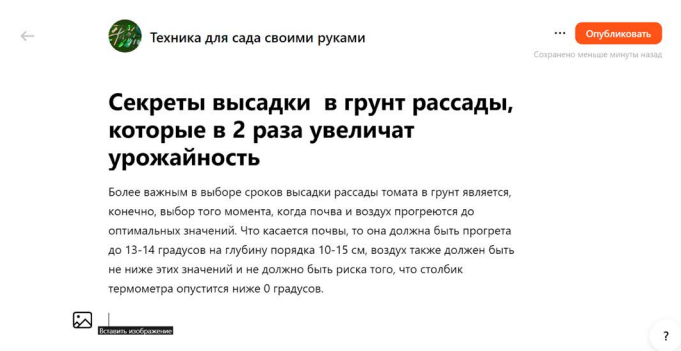 Техника для сада своими руками
...
Опубликовать
Сохранено меньше минуты назад
Секреты высадки в грунт рассады,
которые в 2 раза увеличат
урожайность
Более важным в выборе сроков высадки рассады томата в грунт является,
конечно, выбор того момента, когда почва и воздух прогреются до
оптимальных значений. Что касается почвы, то она должна быть прогрета
до 13-14 градусов на глубину порядка 10-15 см, воздух также должен быть
не ниже этих значений и не должно быть риска того, что столбик
термометра опустится ниже 0 градусов.
Вставить изображение
?